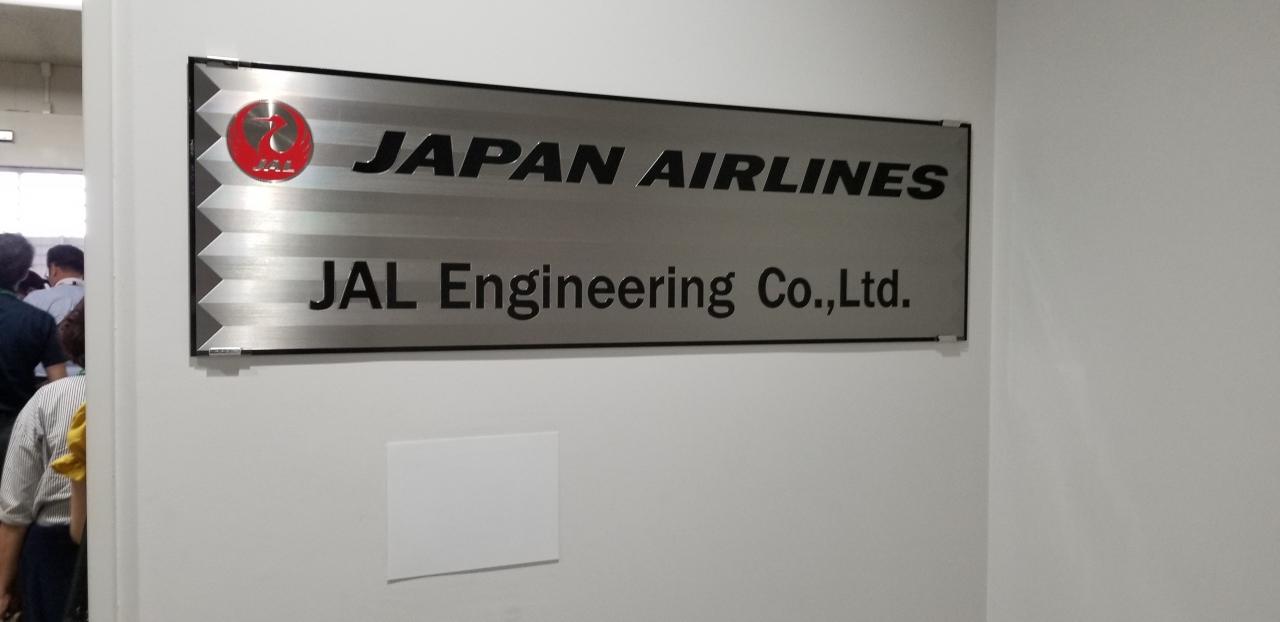 JAL
JAPAN AIRLINES
JAL Engineering Co.,Ltd.